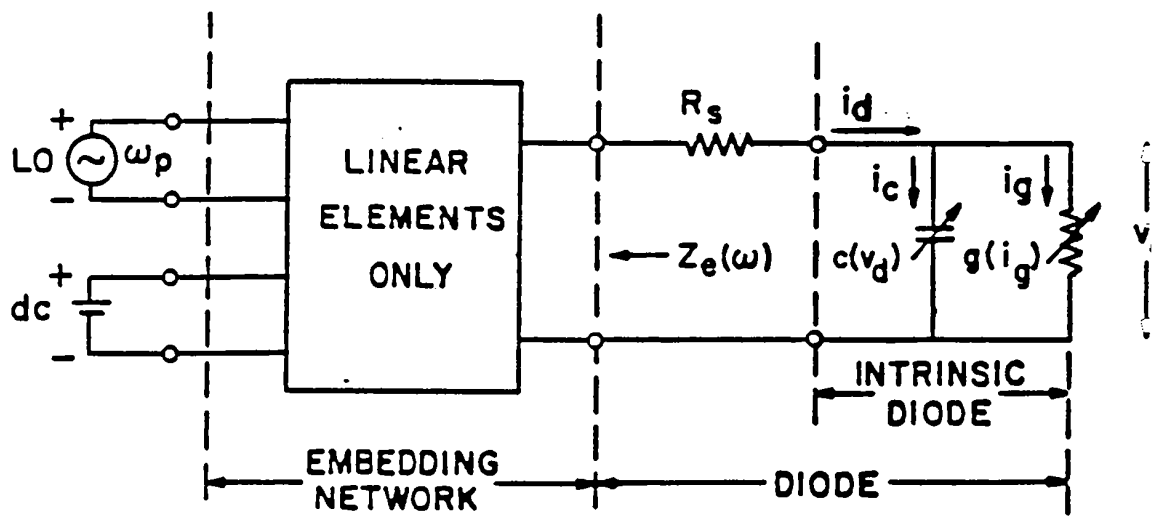 +
LO
~
ωp
−
+
dc
−
LINEAR
ELEMENTS
ONLY
Rs
id
ic
ig
Ze(ω)
c(vd)
g(ig)
v
INTRINSIC
DIODE
EMBEDDING
NETWORK
DIODE